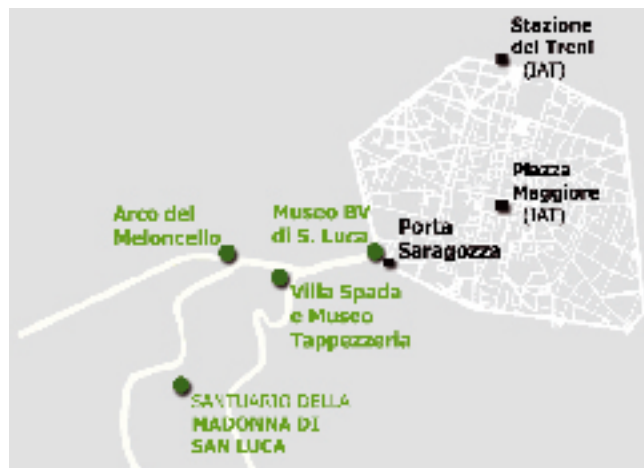 Stazione
dei Treni
(IAT)
Piazza
Maggiore
(IAT)
Museo BV
di S. Luca
Arco del
Meloncello
Porta
Saragozza
Villa Spada
e Museo
Tappezzeria
SANTUARIO DELLA
MADONNA DI
SAN LUCA